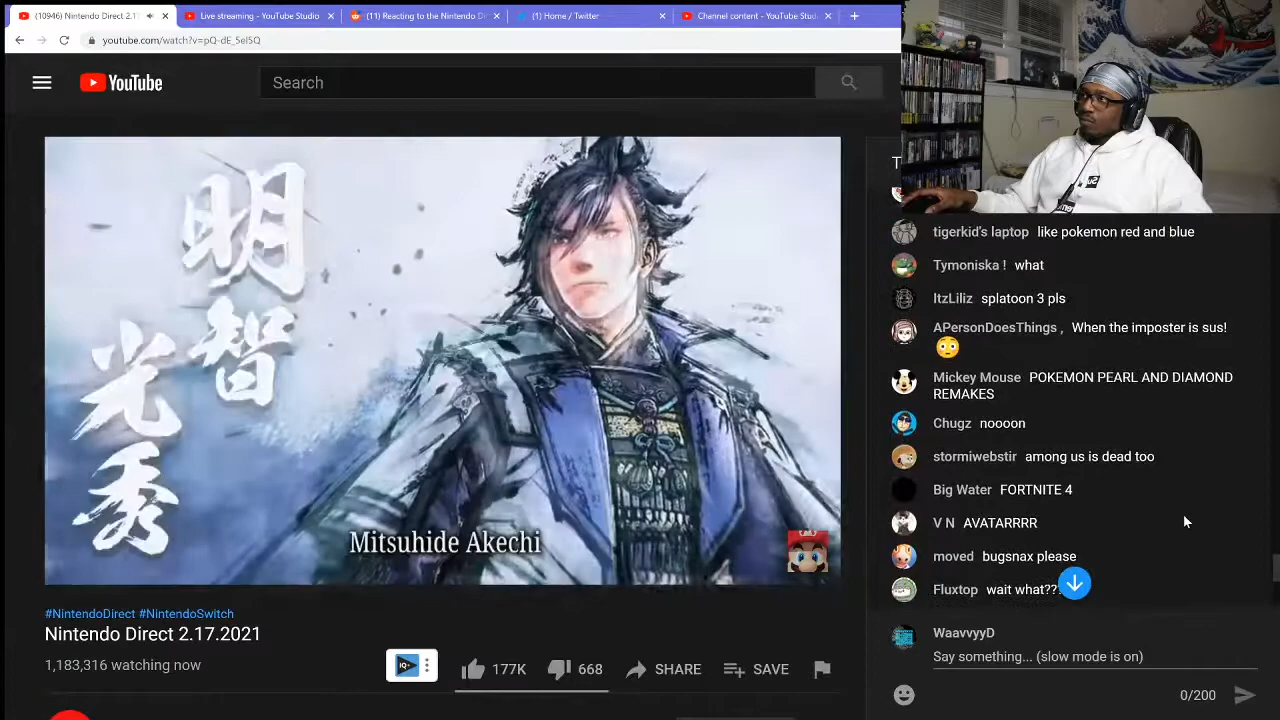 (10946) Nintendo Direct 2.1
Live streaming - YouTube Studio
(11) Reacting to the Nintendo Di
(1) Home / Twitter
Channel content - YouTube Stud
youtube.com/watch?v=pQ-dE_5eISQ
YouTube
Search
明智
光秀
Mitsuhide Akechi
#NintendoDirect #NintendoSwitch
Nintendo Direct 2.17.2021
1,183,316 watching now
IQ
177K
668
SHARE
SAVE
T
tigerkid's laptop like pokemon red and blue
Tymoniska ! what
ItzLiliz splatoon 3 pls
APersonDoesThings , When the imposter is sus!
😳
Mickey Mouse POKEMON PEARL AND DIAMOND
REMAKES
Chugz noooon
stormiwebstir among us is dead too
Big Water FORTNITE 4
V N AVATARRRR
moved bugsnax please
Fluxtop wait what??
WaavvyyD
Say something... (slow mode is on)
0/200